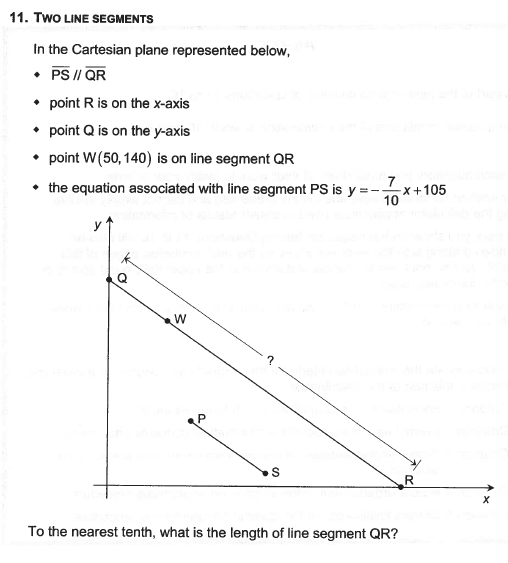 11. TWO LINE SEGMENTS
In the Cartesian plane represented below,
• PS // QR
• point R is on the x-axis
• point Q is on the y-axis
• point W(50, 140) is on line segment QR
• the equation associated with line segment PS is y = -7/10 x + 105
y
Q
W
?
P
S
R
x
To the nearest tenth, what is the length of line segment QR?